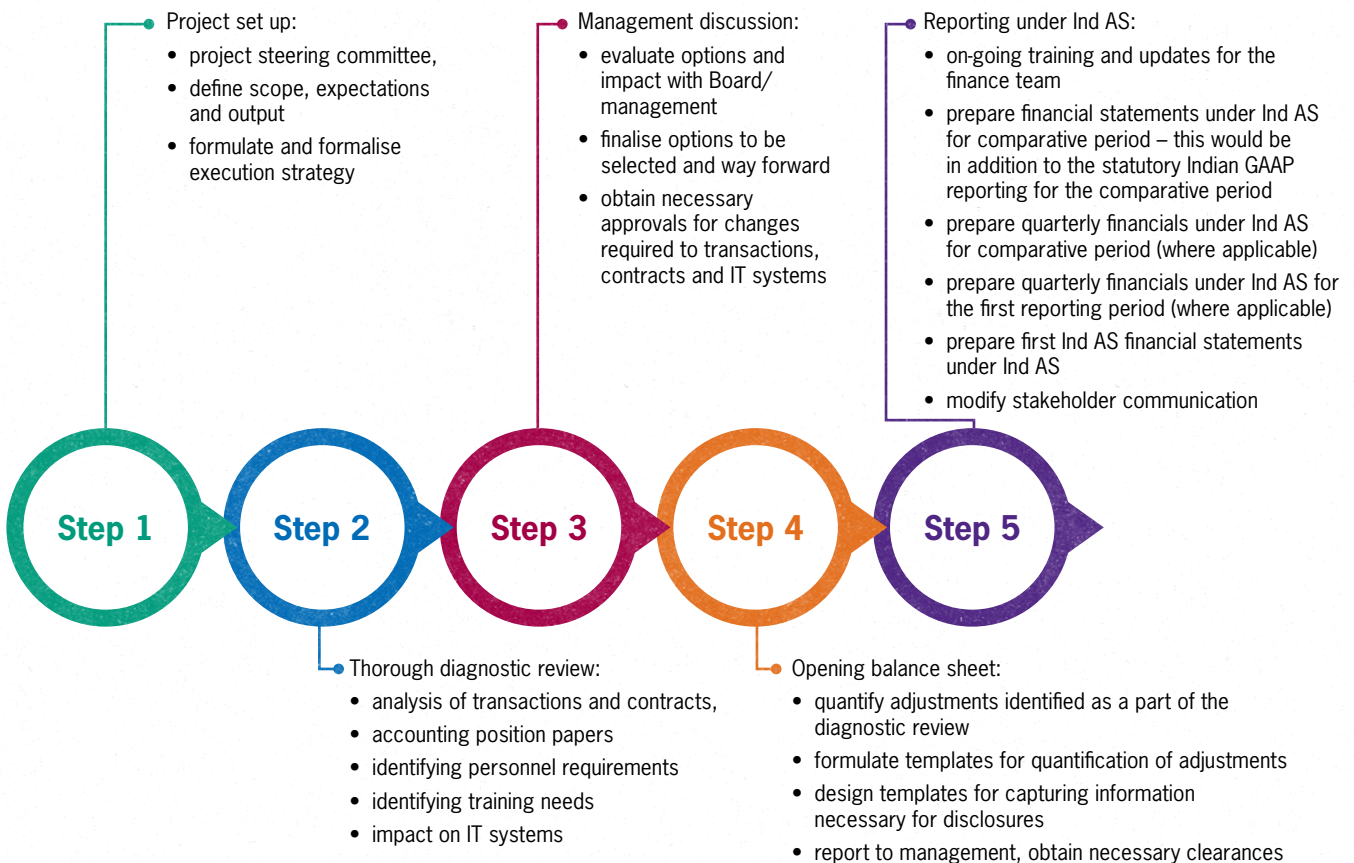 Project set up:
• project steering committee,
• define scope, expectations
and output
• formulate and formalise
execution strategy
Management discussion:
• evaluate options and
impact with Board/
management
• finalise options to be
selected and way forward
• obtain necessary
approvals for changes
required to transactions,
contracts and IT systems
Reporting under Ind AS:
• on-going training and updates for the
finance team
• prepare financial statements under Ind AS
for comparative period – this would be
in addition to the statutory Indian GAAP
reporting for the comparative period
• prepare quarterly financials under Ind AS
for comparative period (where applicable)
• prepare quarterly financials under Ind AS for
the first reporting period (where applicable)
• prepare first Ind AS financial statements
under Ind AS
• modify stakeholder communication
Step 1
Step 2
Step 3
Step 4
Step 5
Thorough diagnostic review:
• analysis of transactions and contracts,
• accounting position papers
• identifying personnel requirements
• identifying training needs
• impact on IT systems
Opening balance sheet:
• quantify adjustments identified as a part of the
diagnostic review
• formulate templates for quantification of adjustments
• design templates for capturing information
necessary for disclosures
• report to management, obtain necessary clearances